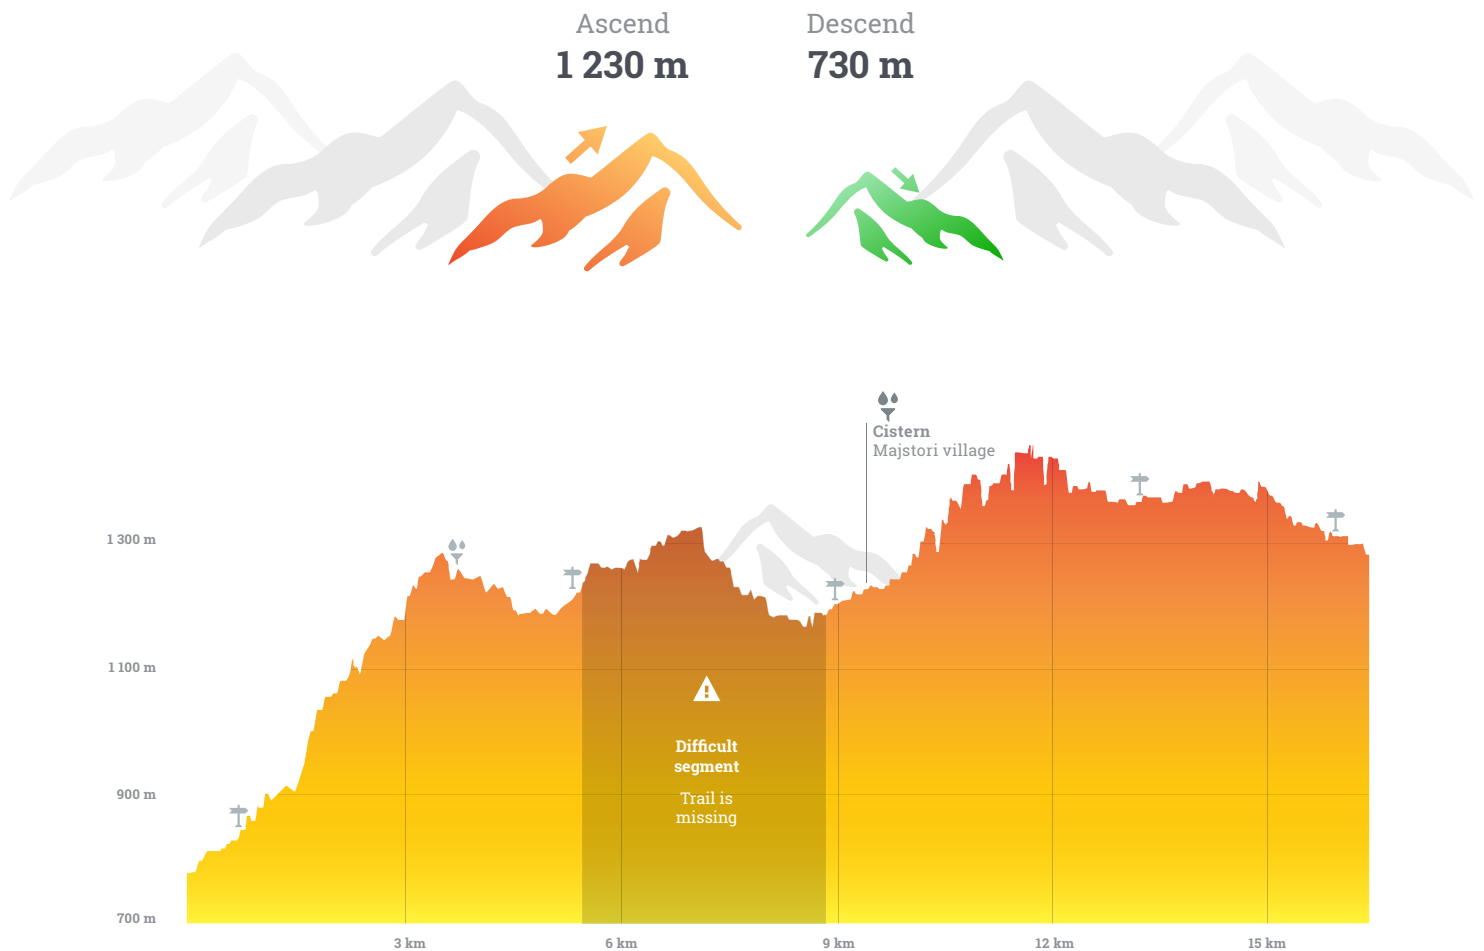 Ascend
1 230 m
Descend
730 m
Cistern
Majstori village
1 300 m
1 100 m
900 m
700 m
Difficult
segment
Trail is
missing
3 km
6 km
9 km
12 km
15 km